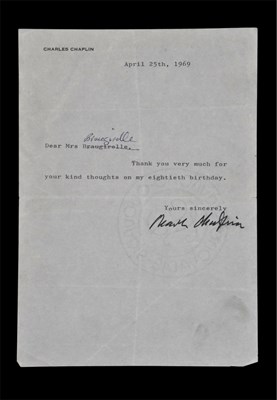 CHARLES CHAPLIN
April 25th, 1969
Dear Mrs
Thank you very much for
your kind thoughts on my eightieth birthday.
Yours sincerely
Charlie Chaplin